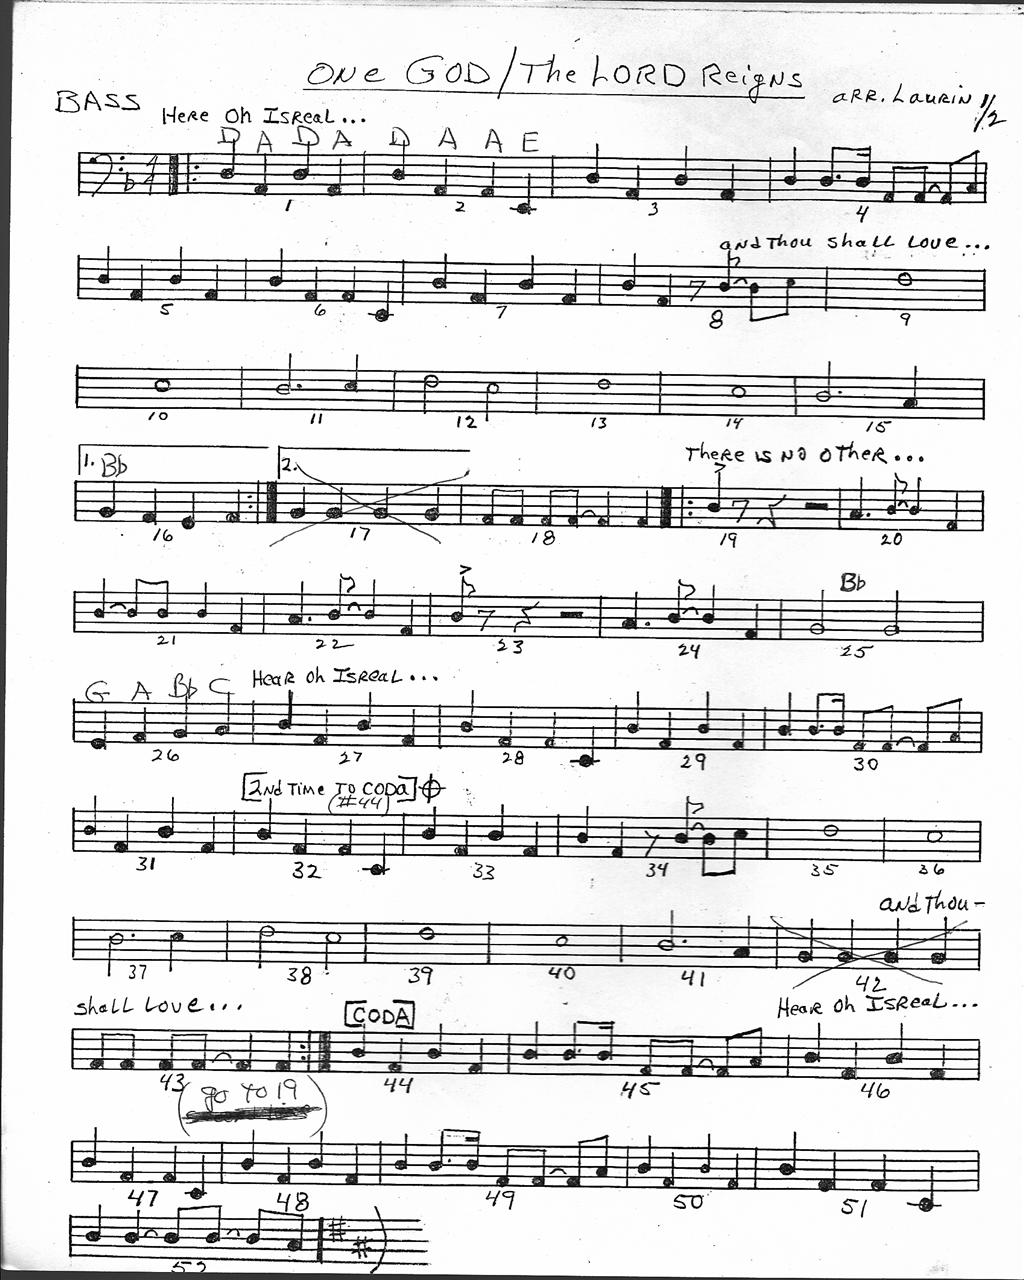 ONE GOD/The LORD Reigns
BASS
Here Oh Isreal...
arr. Laurin 1/2
D A D A D A A E
1 2 3 4
and thou shall love...
5 6 7 8 9
10 11 12 13 14 15
1. Bb 2. There is no other...
16 17 18 19 20
Bb
21 22 23 24 25
G A Bb C Hear Oh Isreal...
26 27 28 29 30
2nd Time To CODA
(#44)
31 32 33 34 35 36
and thou-
37 38 39 40 41 42
shall love... CODA Hear Oh Isreal...
43 44 45 46
(go to 19)
47 48 49 50 51
52